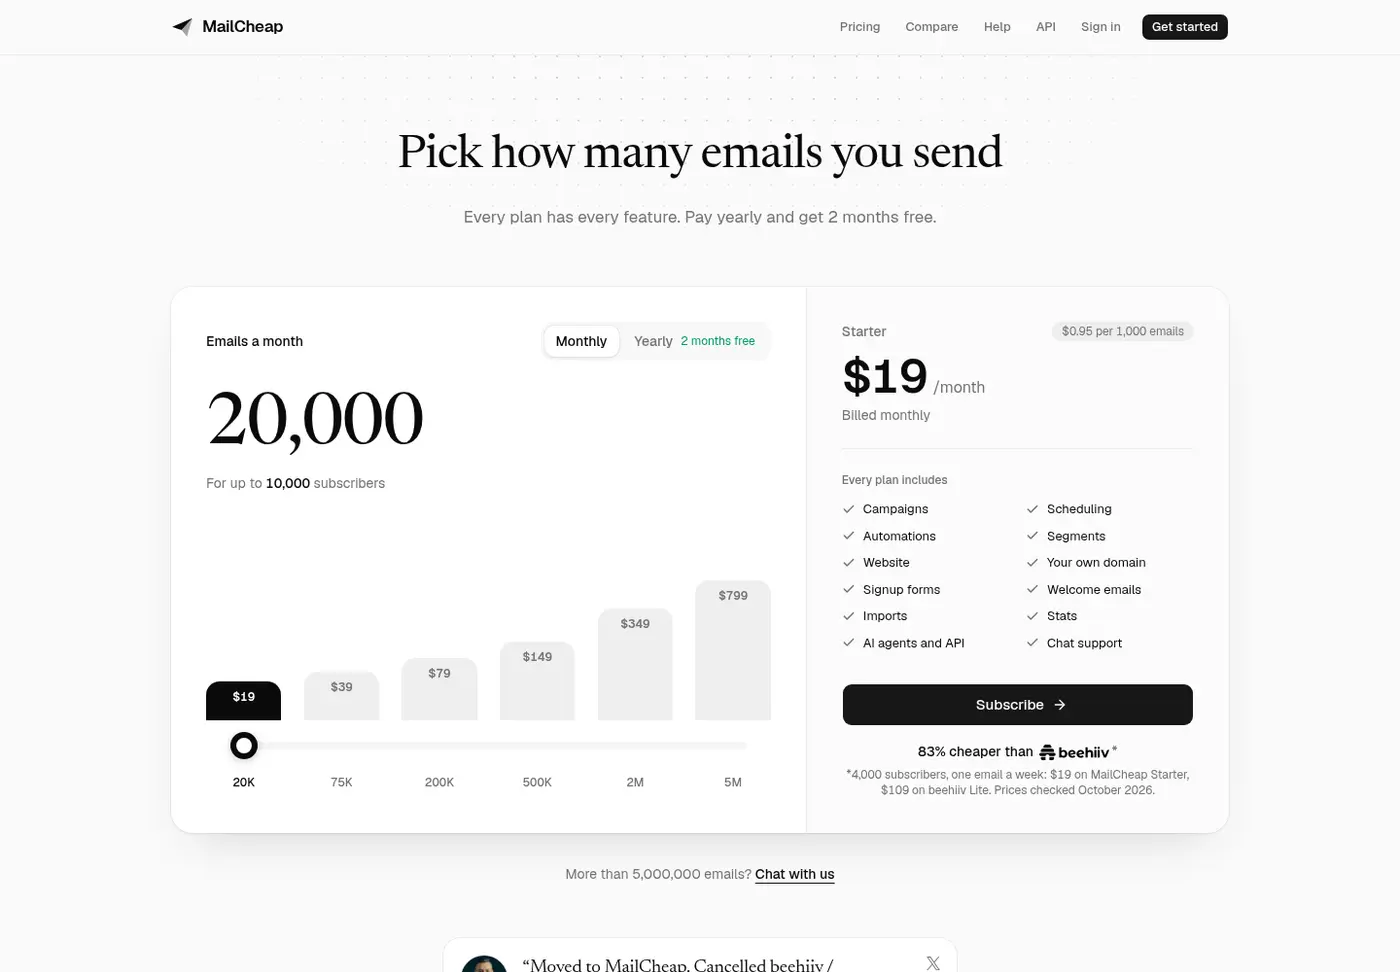 MailCheap
Pricing
Compare
Help
API
Sign in
Get started
Pick how many emails you send
Every plan has every feature. Pay yearly and get 2 months free.
Emails a month
Monthly
Yearly 2 months free
20,000
For up to 10,000 subscribers
$19
$39
$79
$149
$349
$799
20K
75K
200K
500K
2M
5M
Starter
$0.95 per 1,000 emails
$19 /month
Billed monthly
Every plan includes
Campaigns
Scheduling
Automations
Segments
Website
Your own domain
Signup forms
Welcome emails
Imports
Stats
AI agents and API
Chat support
Subscribe →
83% cheaper than beehiiv *
*4,000 subscribers, one email a week: $19 on MailCheap Starter,
$109 on beehiiv Lite. Prices checked October 2026.
More than 5,000,000 emails? Chat with us
“Moved to MailCheap. Cancelled beehiiv /